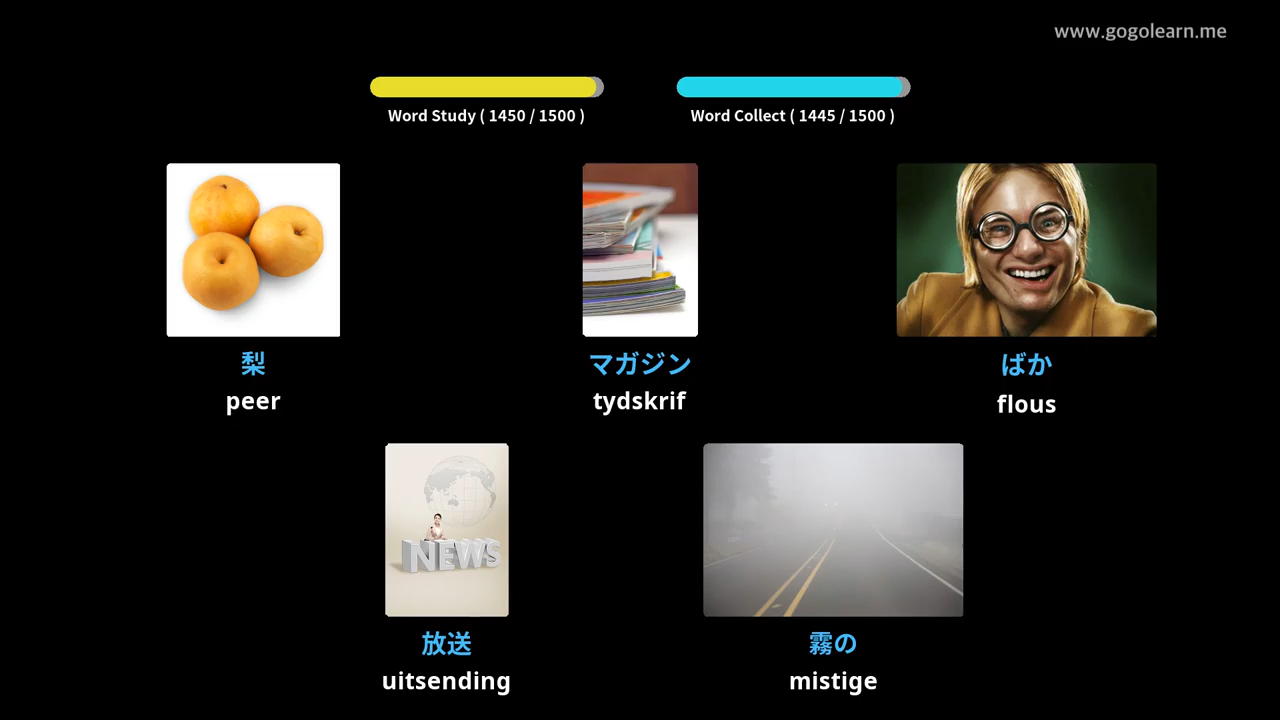 www.gogolearn.me
Word Study ( 1450 / 1500 )
Word Collect ( 1445 / 1500 )
梨
peer
マガジン
tydskrif
ばか
flous
NEWS
放送
uitsending
霧の
mistige